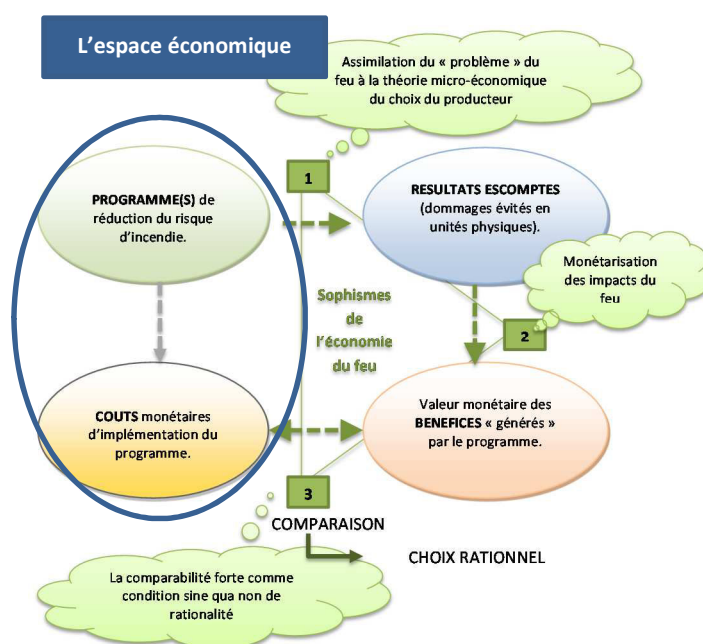 L'espace économique
Assimilation du « problème » du
feu à la théorie micro-économique
du choix du producteur
1
PROGRAMME(S) de
réduction du risque
d'incendie.
RESULTATS ESCOMPTES
(dommages évités en
unités physiques).
Monétarisation
des impacts du
feu
Sophismes
de
l'économie
du feu
2
COUTS monétaires
d'implémentation du
programme.
Valeur monétaire des
BENEFICES « générés »
par le programme.
3
COMPARAISON
CHOIX RATIONNEL
La comparabilité forte comme
condition sine qua non de
rationalité